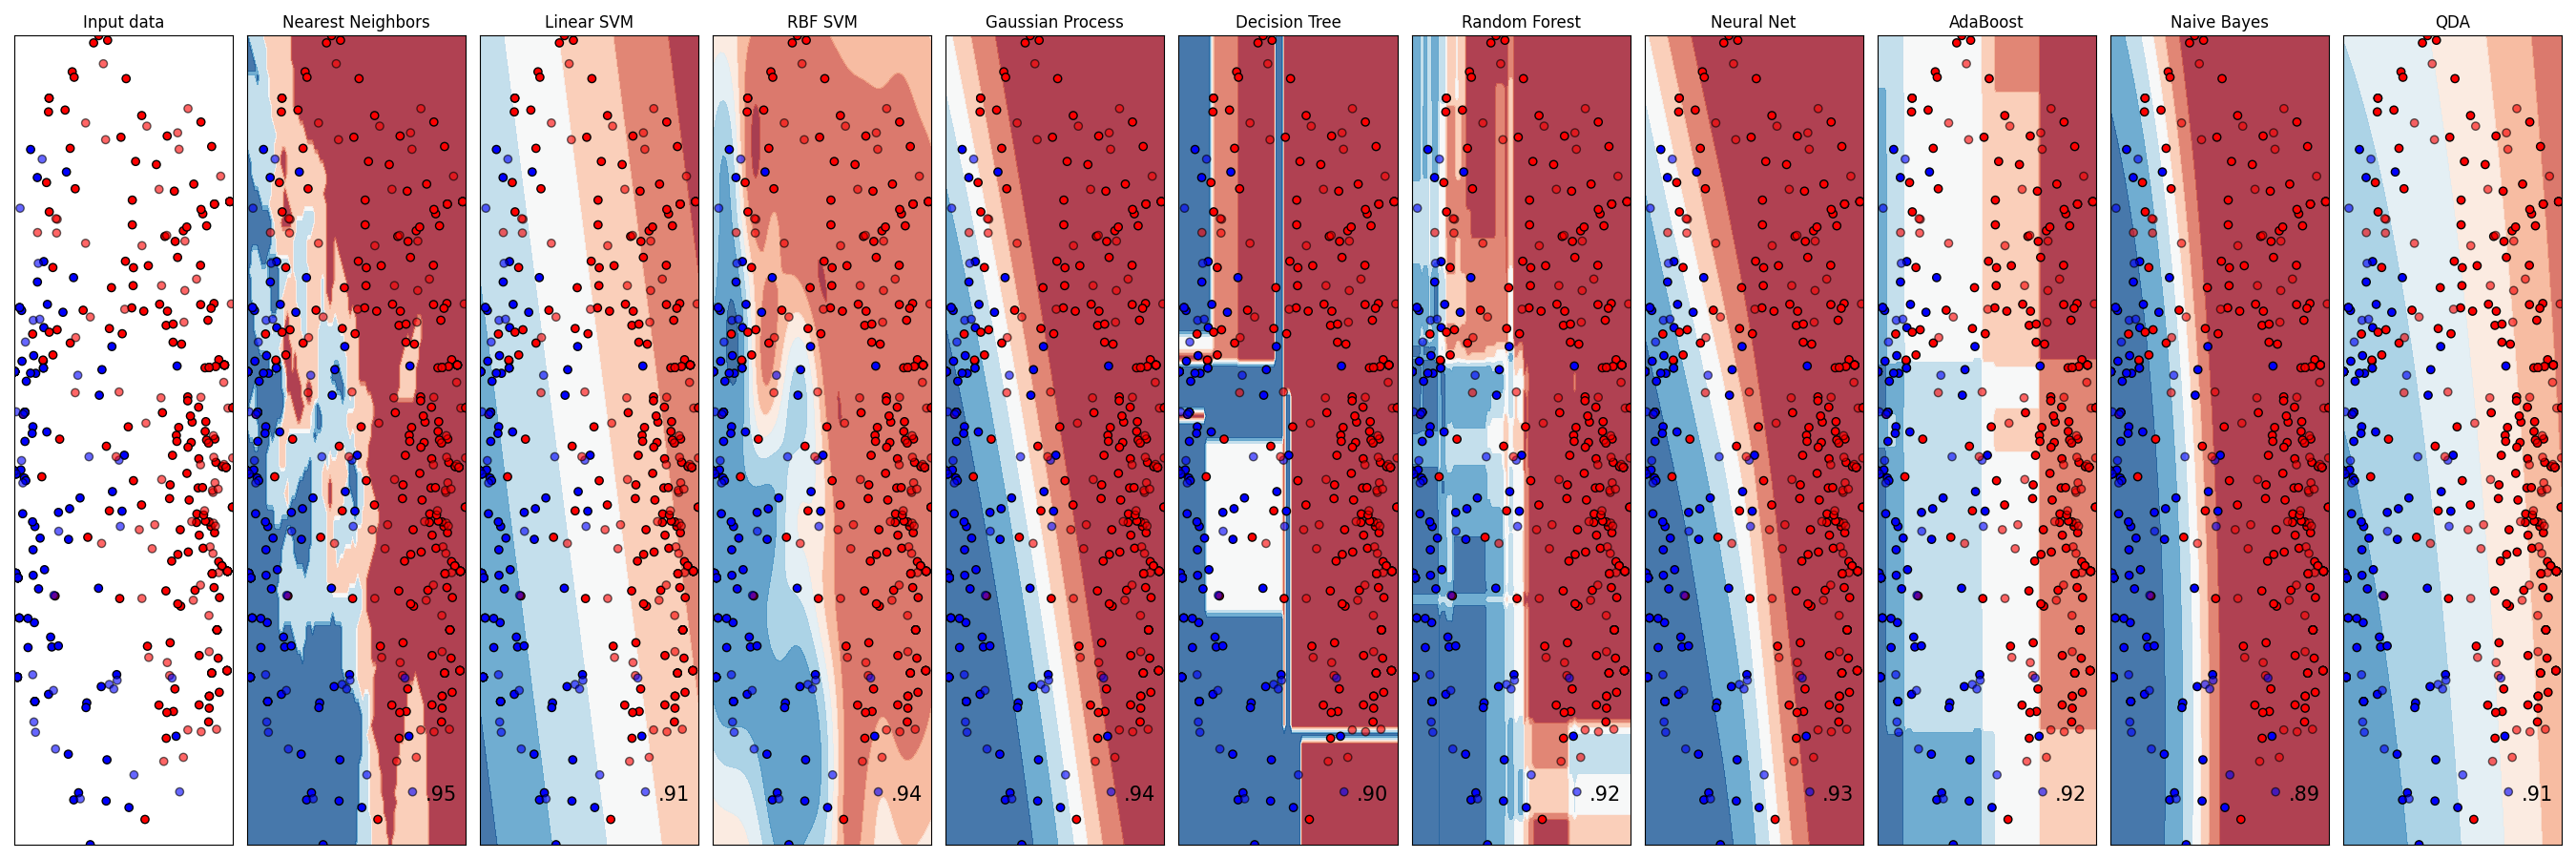 Input data
Nearest Neighbors
Linear SVM
RBF SVM
Gaussian Process
Decision Tree
Random Forest
Neural Net
AdaBoost
Naive Bayes
QDA
.95
.91
.94
.94
.90
.92
.93
.92
.89
.91